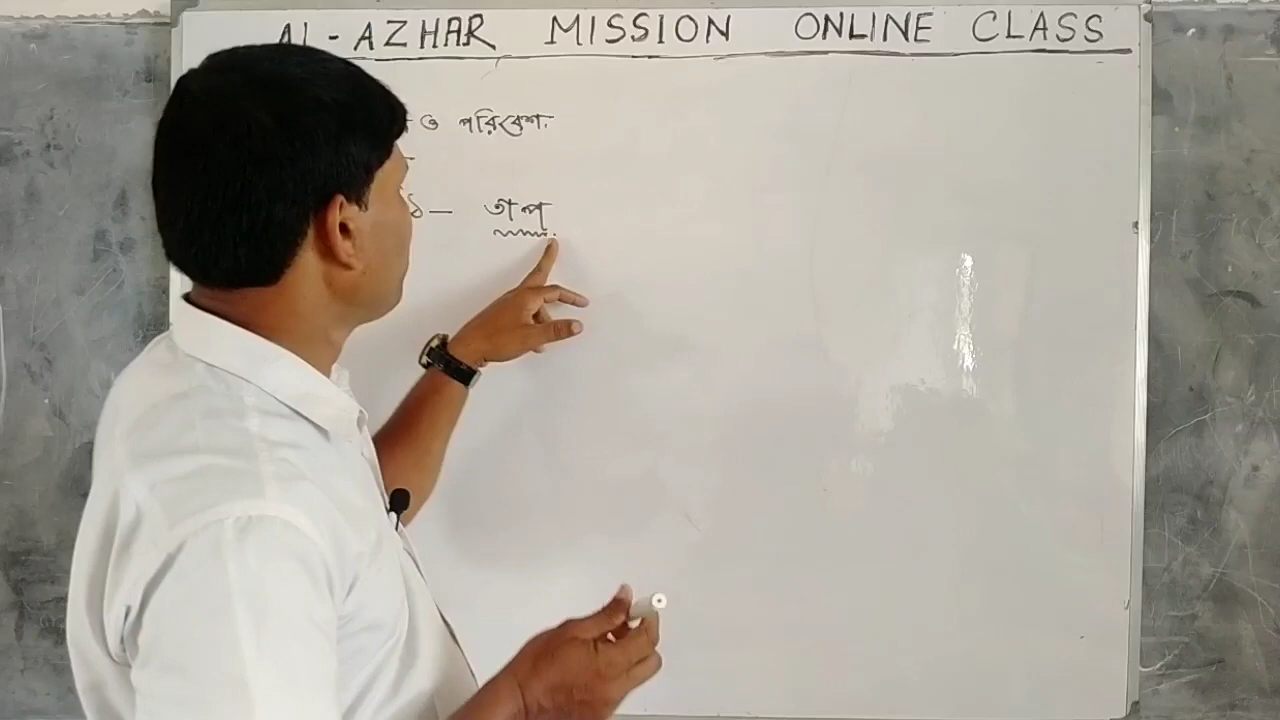 AL-AZHAR MISSION ONLINE CLASS
ও পরিবেশ.
১ — তাপ